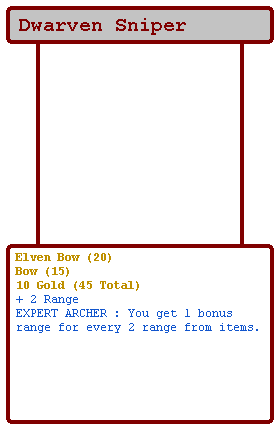 Dwarven Sniper
Elven Bow (20)
Bow (15)
10 Gold (45 Total)
+ 2 Range
EXPERT ARCHER : You get 1 bonus
range for every 2 range from items.